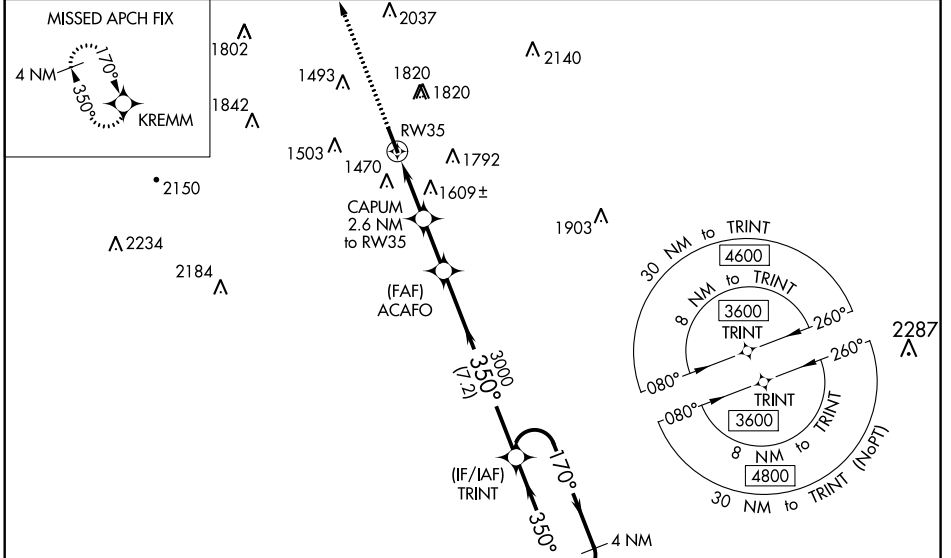 MISSED APCH FIX
4 NM
170°
350°
KREMM
1802
1842
2037
2140
1493
1820
1820
RW35
1503
1470
1792
1609±
CAPUM
2.6 NM
to RW35
1903
2150
2234
2184
(FAF)
ACAFO
3000
350°
(7.2)
(IF/IAF)
TRINT
170°
350°
4 NM
30 NM to TRINT
4600
8 NM to TRINT
3600
TRINT
260°
080°
2287
260°
080°
TRINT
3600
8 NM to TRINT
4800
30 NM to TRINT (NoPT)